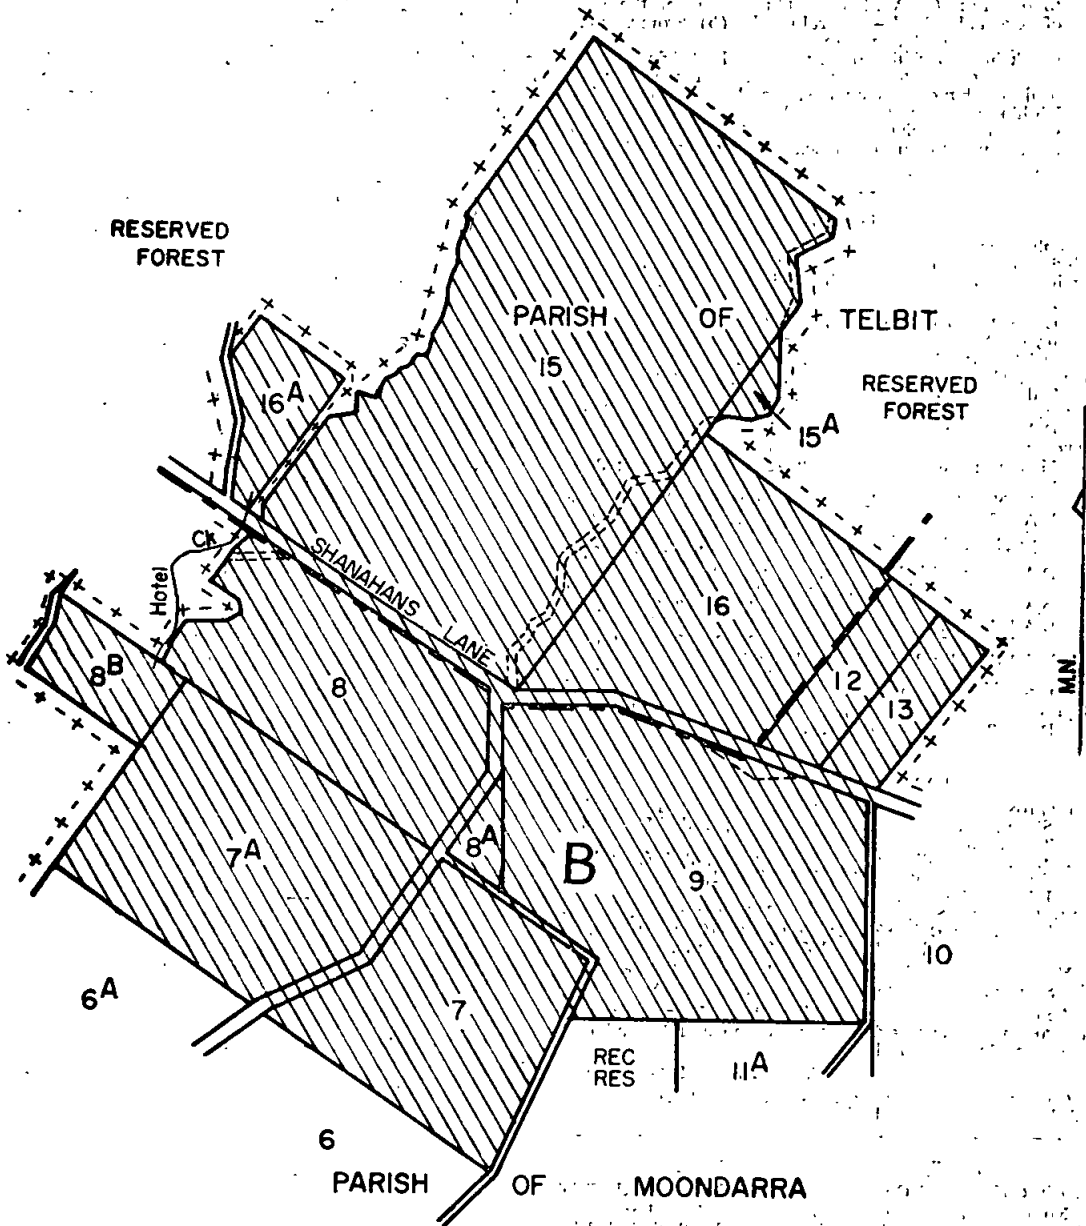 RESERVED
FOREST
PARISH OF TELBIT
15
RESERVED
FOREST
16A
15A
Ck
Hotel
SHANAHANS
LANE
16
8B
8
12
13
M.N.
7A
8A
B
9
10
6A
7
REC
RES
11A
6
PARISH OF MOONDARRA